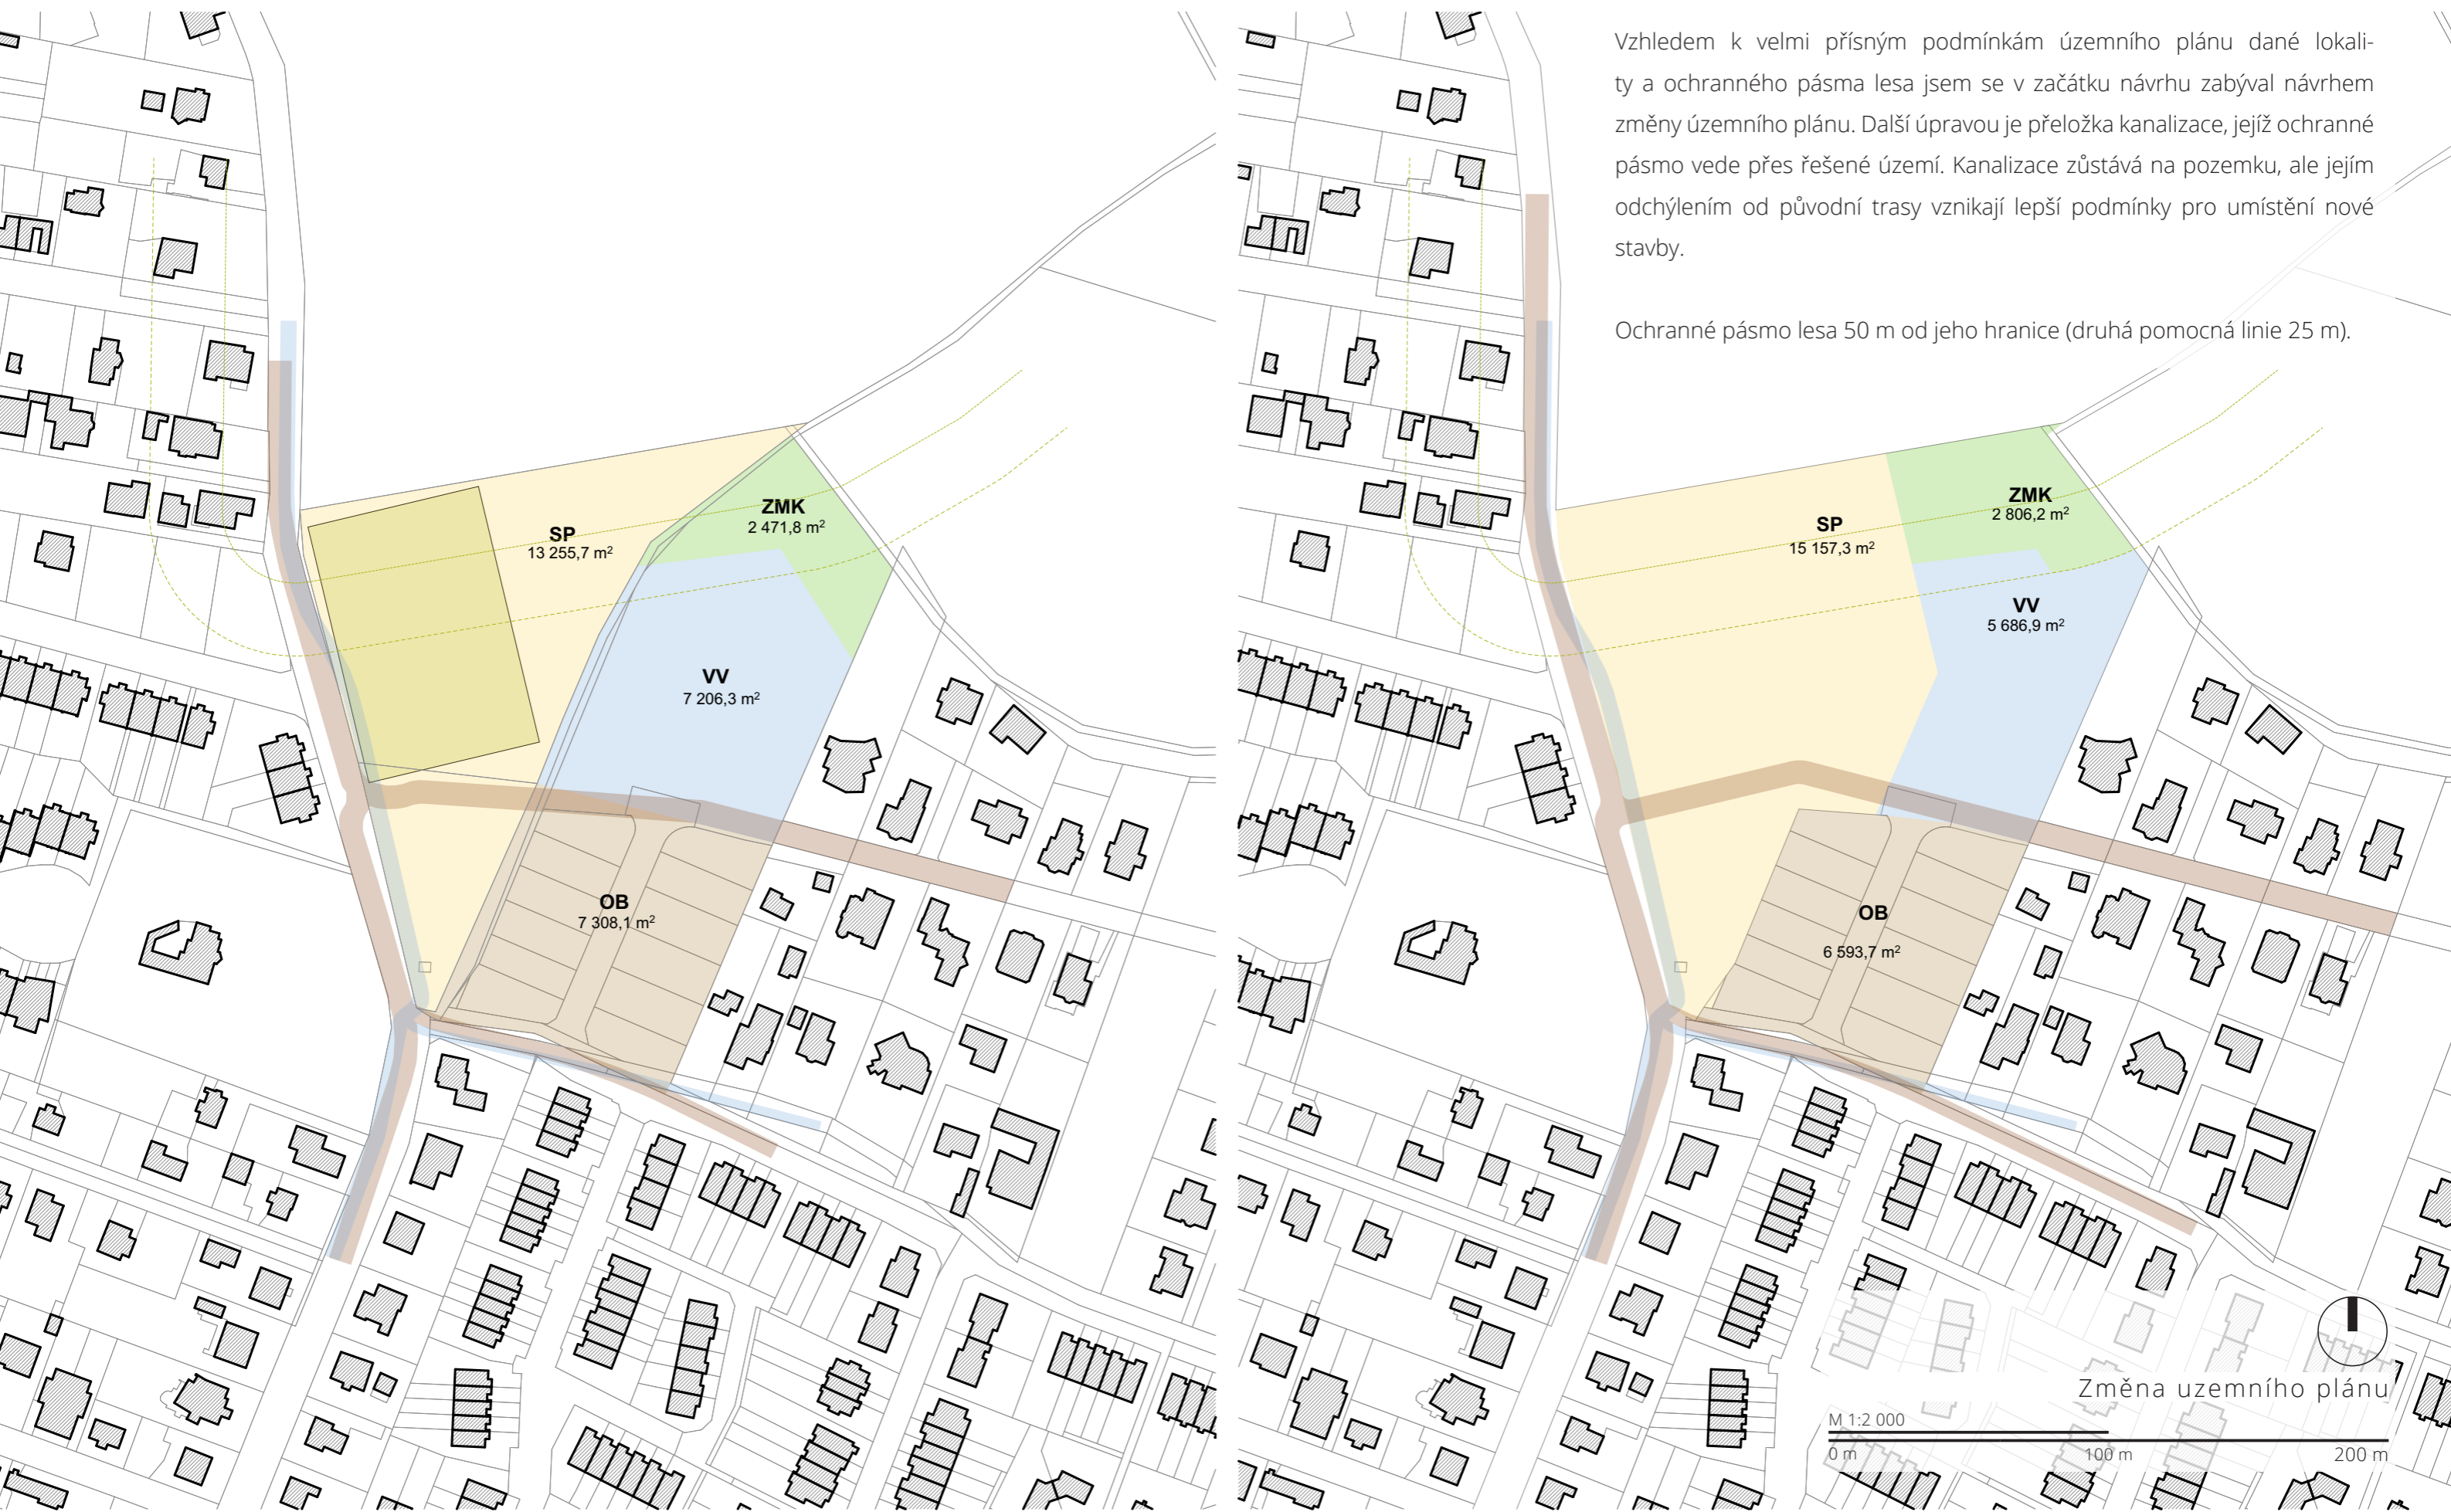 Vzhledem k velmi přísným podmínkám územního plánu dané lokali-
ty a ochranného pásma lesa jsem se v začátku návrhu zabýval návrhem
změny územního plánu. Další úpravou je přeložka kanalizace, jejíž ochranné
pásmo vede přes řešené území. Kanalizace zůstává na pozemku, ale jejím
odchýlením od původní trasy vznikají lepší podmínky pro umístění nové
stavby.
Ochranné pásmo lesa 50 m od jeho hranice (druhá pomocná linie 25 m).
SP
13 255,7 m²
ZMK
2 471,8 m²
VV
7 206,3 m²
OB
7 308,1 m²
SP
15 157,3 m²
ZMK
2 806,2 m²
VV
5 686,9 m²
OB
6 593,7 m²
Změna uzemního plánu
M 1:2 000
0 m 100 m 200 m